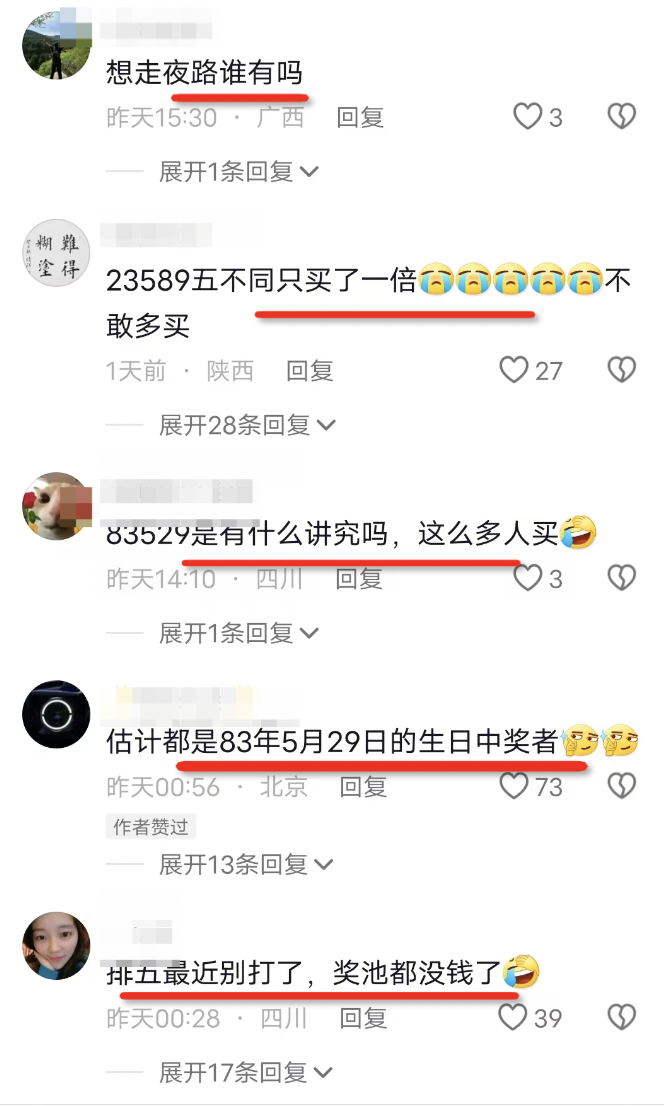 想走夜路谁有吗
昨天15:30 · 广西 回复 3
展开1条回复
難得
糊塗
23589五不同只买了一倍😭😭😭😭😭不
敢多买
1天前 · 陕西 回复 27
展开28条回复
83529是有什么讲究吗，这么多人买🤣
昨天14:10 · 四川 回复 3
展开1条回复
估计都是83年5月29日的生日中奖者
昨天00:56 · 北京 回复 73
作者赞过
展开13条回复
排五最近别打了，奖池都没钱了🤣
昨天00:28 · 四川 回复 39
展开17条回复